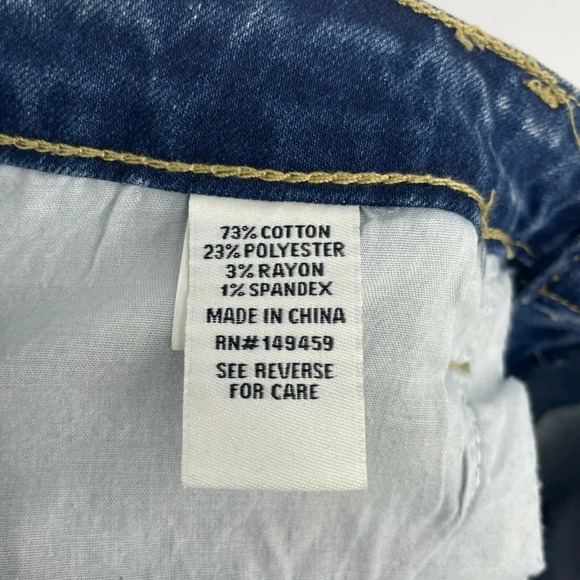 73% COTTON
23% POLYESTER
3% RAYON
1% SPANDEX
MADE IN CHINA
RN#149459
SEE REVERSE
FOR CARE